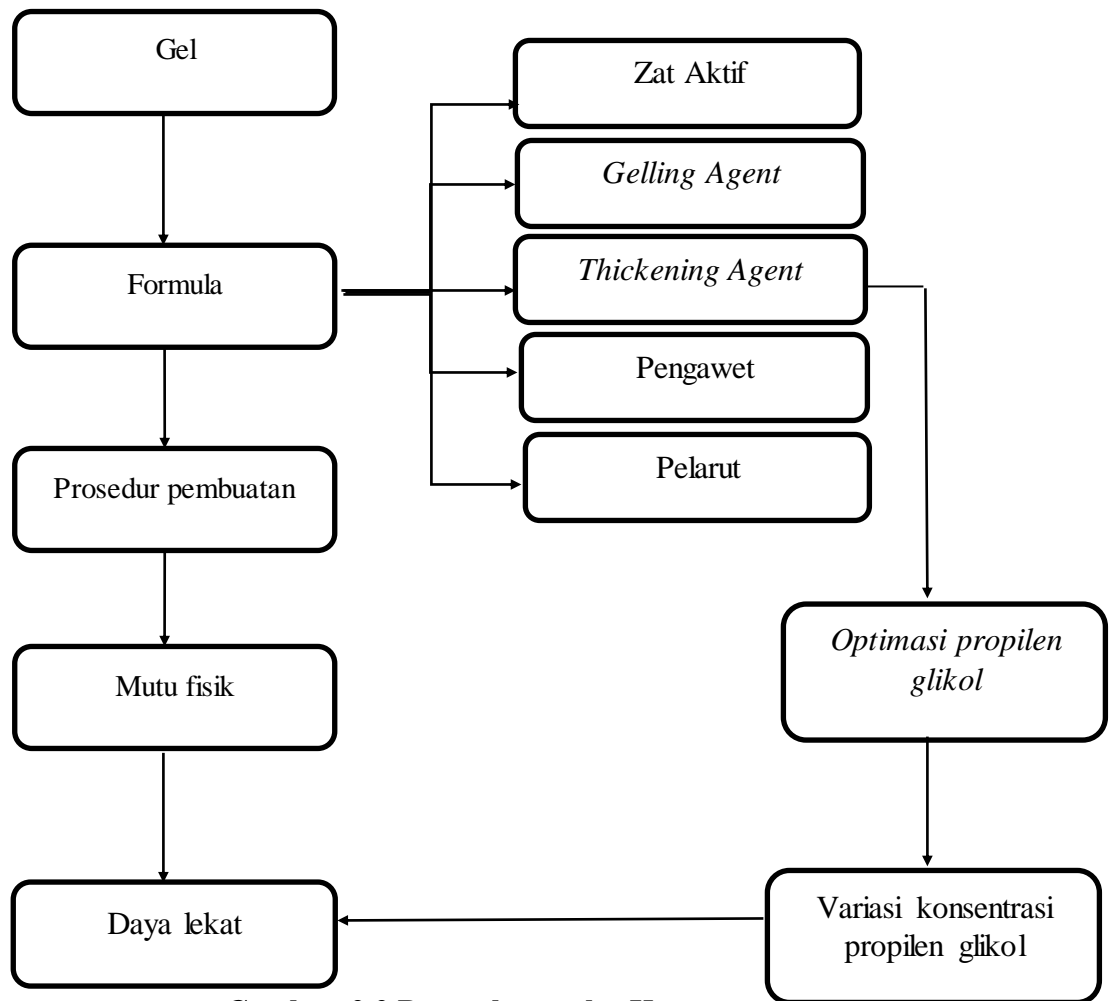 Gel
Zat Aktif
Gelling Agent
Thickening Agent
Formula
Pengawet
Pelarut
Prosedur pembuatan
Optimasi propilen
glikol
Mutu fisik
Variasi konsentrasi
propilen glikol
Daya lekat